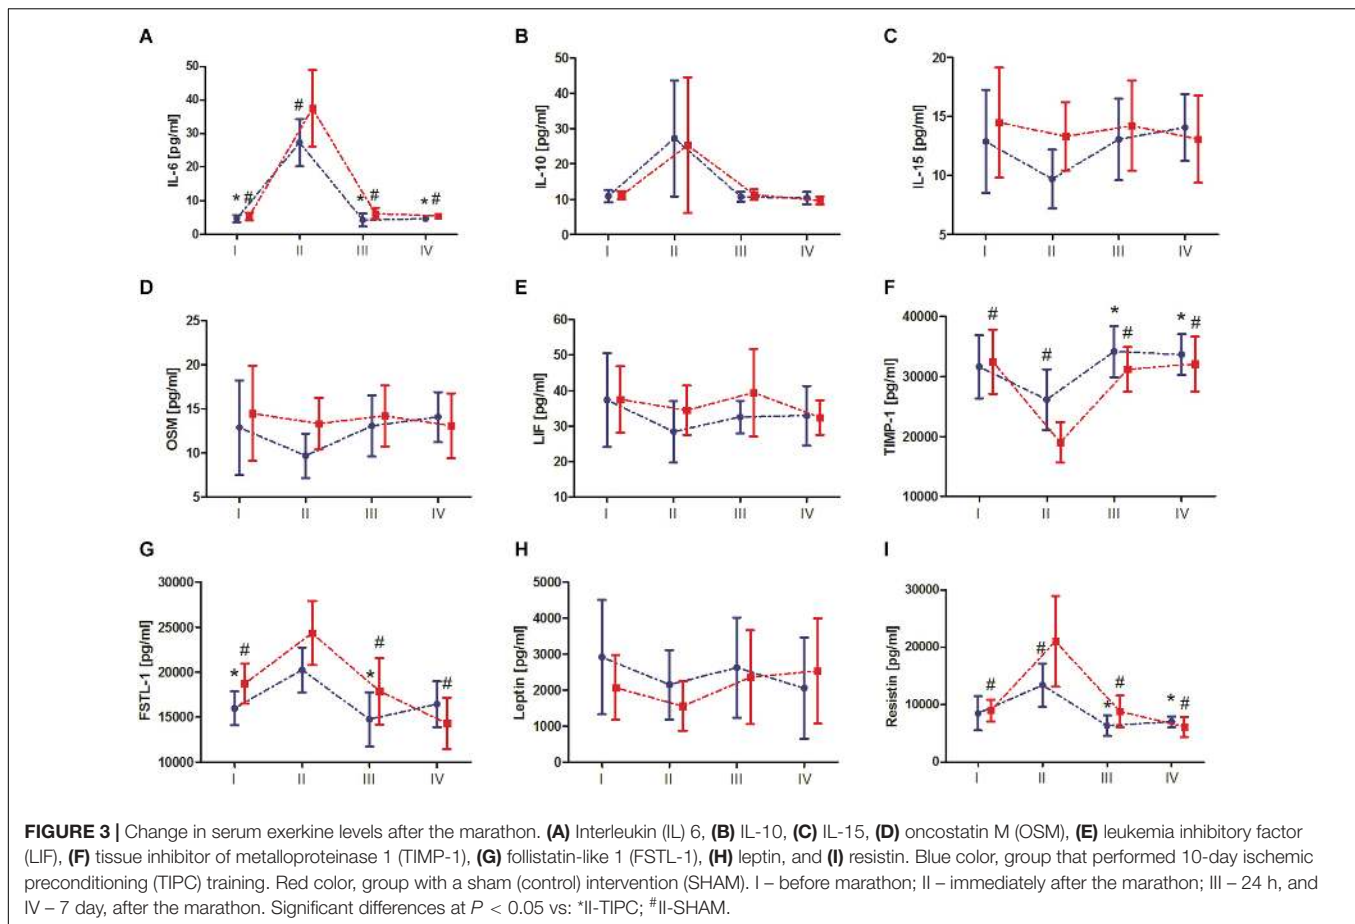 A
B
C
IL-6 [pg/ml]
50
40
30
20
10
0
* # # * # * #
I II III IV
IL-10 [pg/ml]
50
40
30
20
10
0
I II III IV
IL-15 [pg/ml]
20
15
10
5
I II III IV
D
E
F
OSM [pg/ml]
25
20
15
10
5
I II III IV
LIF [pg/ml]
60
50
40
30
20
10
I II III IV
TIMP-1 [pg/ml]
40000
30000
20000
10000
# # * # * #
I II III IV
G
H
I
FSTL-1 [pg/ml]
30000
25000
20000
15000
10000
* # * # #
I II III IV
Leptin [pg/ml]
5000
4000
3000
2000
1000
0
I II III IV
Resistin [pg/ml]
30000
20000
10000
0
# # * # * #
I II III IV
FIGURE 3 | Change in serum exerkine levels after the marathon. (A) Interleukin (IL) 6, (B) IL-10, (C) IL-15, (D) oncostatin M (OSM), (E) leukemia inhibitory factor
(LIF), (F) tissue inhibitor of metalloproteinase 1 (TIMP-1), (G) follistatin-like 1 (FSTL-1), (H) leptin, and (I) resistin. Blue color, group that performed 10-day ischemic
preconditioning (TIPC) training. Red color, group with a sham (control) intervention (SHAM). I – before marathon; II – immediately after the marathon; III – 24 h, and
IV – 7 day, after the marathon. Significant differences at P < 0.05 vs: *II-TIPC; #II-SHAM.